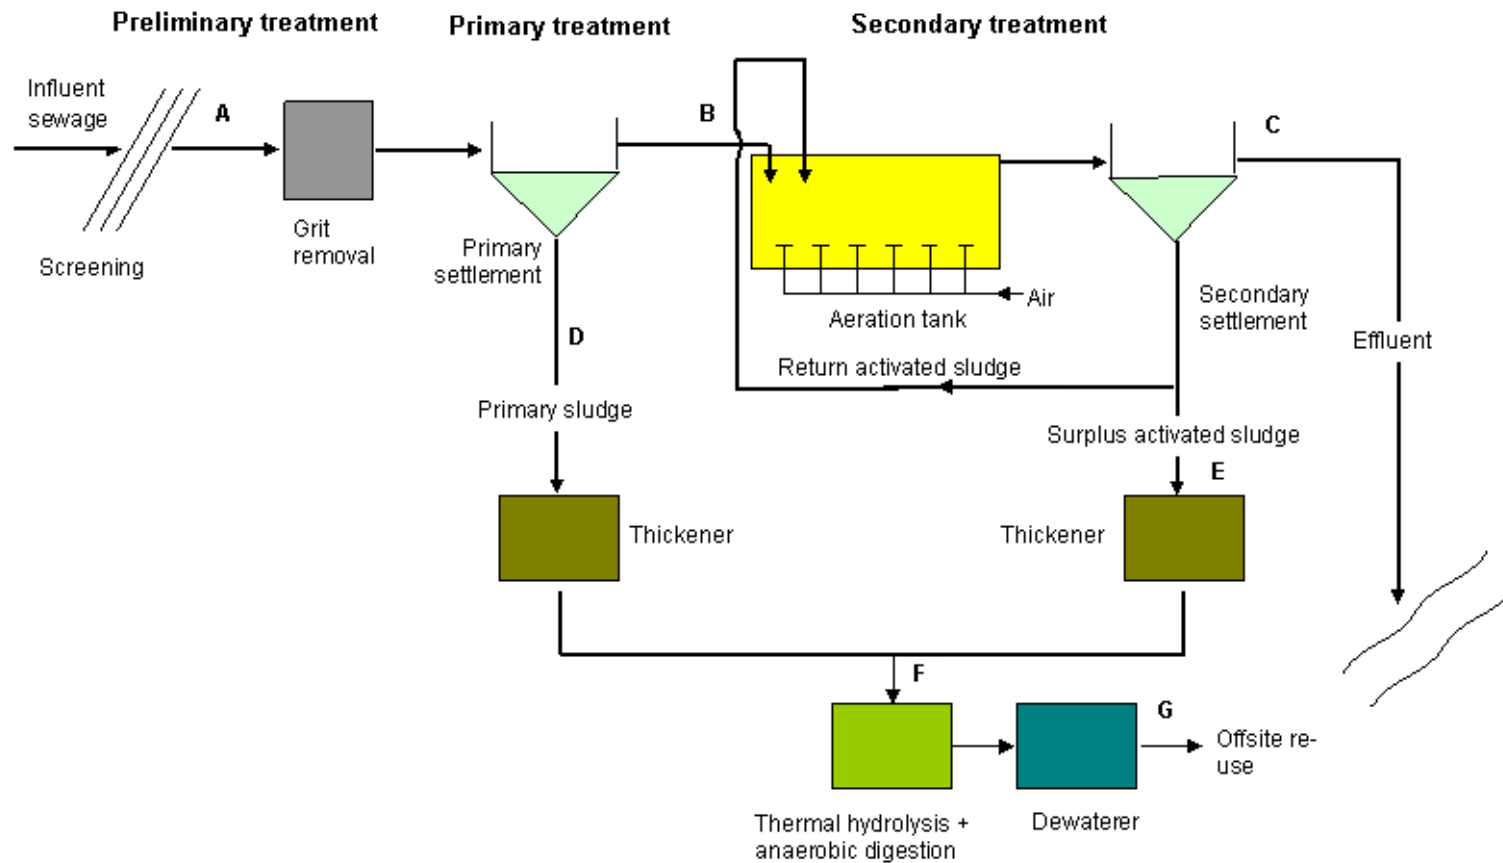 Preliminary treatment
Primary treatment
Secondary treatment
Influent
sewage
A
B
C
Grit
removal
Screening
Primary
settlement
Air
Aeration tank
Secondary
settlement
Effluent
D
Return activated sludge
Primary sludge
Surplus activated sludge
E
Thickener
Thickener
F
G
Offsite re-
use
Thermal hydrolysis +
anaerobic digestion
Dewaterer